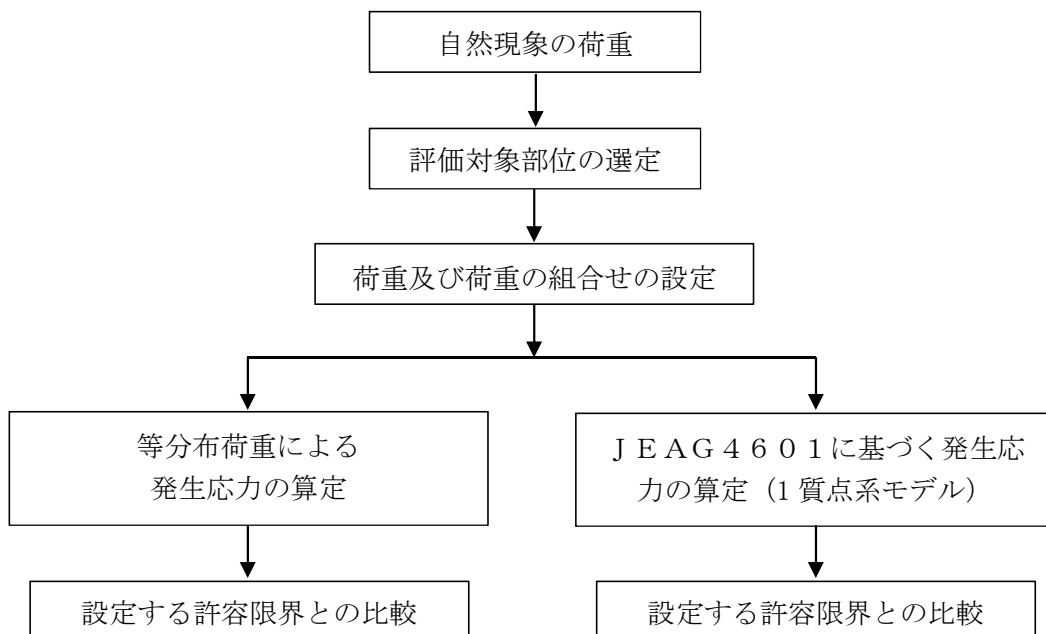 自然現象の荷重
評価対象部位の選定
荷重及び荷重の組合せの設定
等分布荷重による
発生応力の算定
ＪＥＡＧ４６０１に基づく発生応
力の算定（1 質点系モデル）
設定する許容限界との比較
設定する許容限界との比較